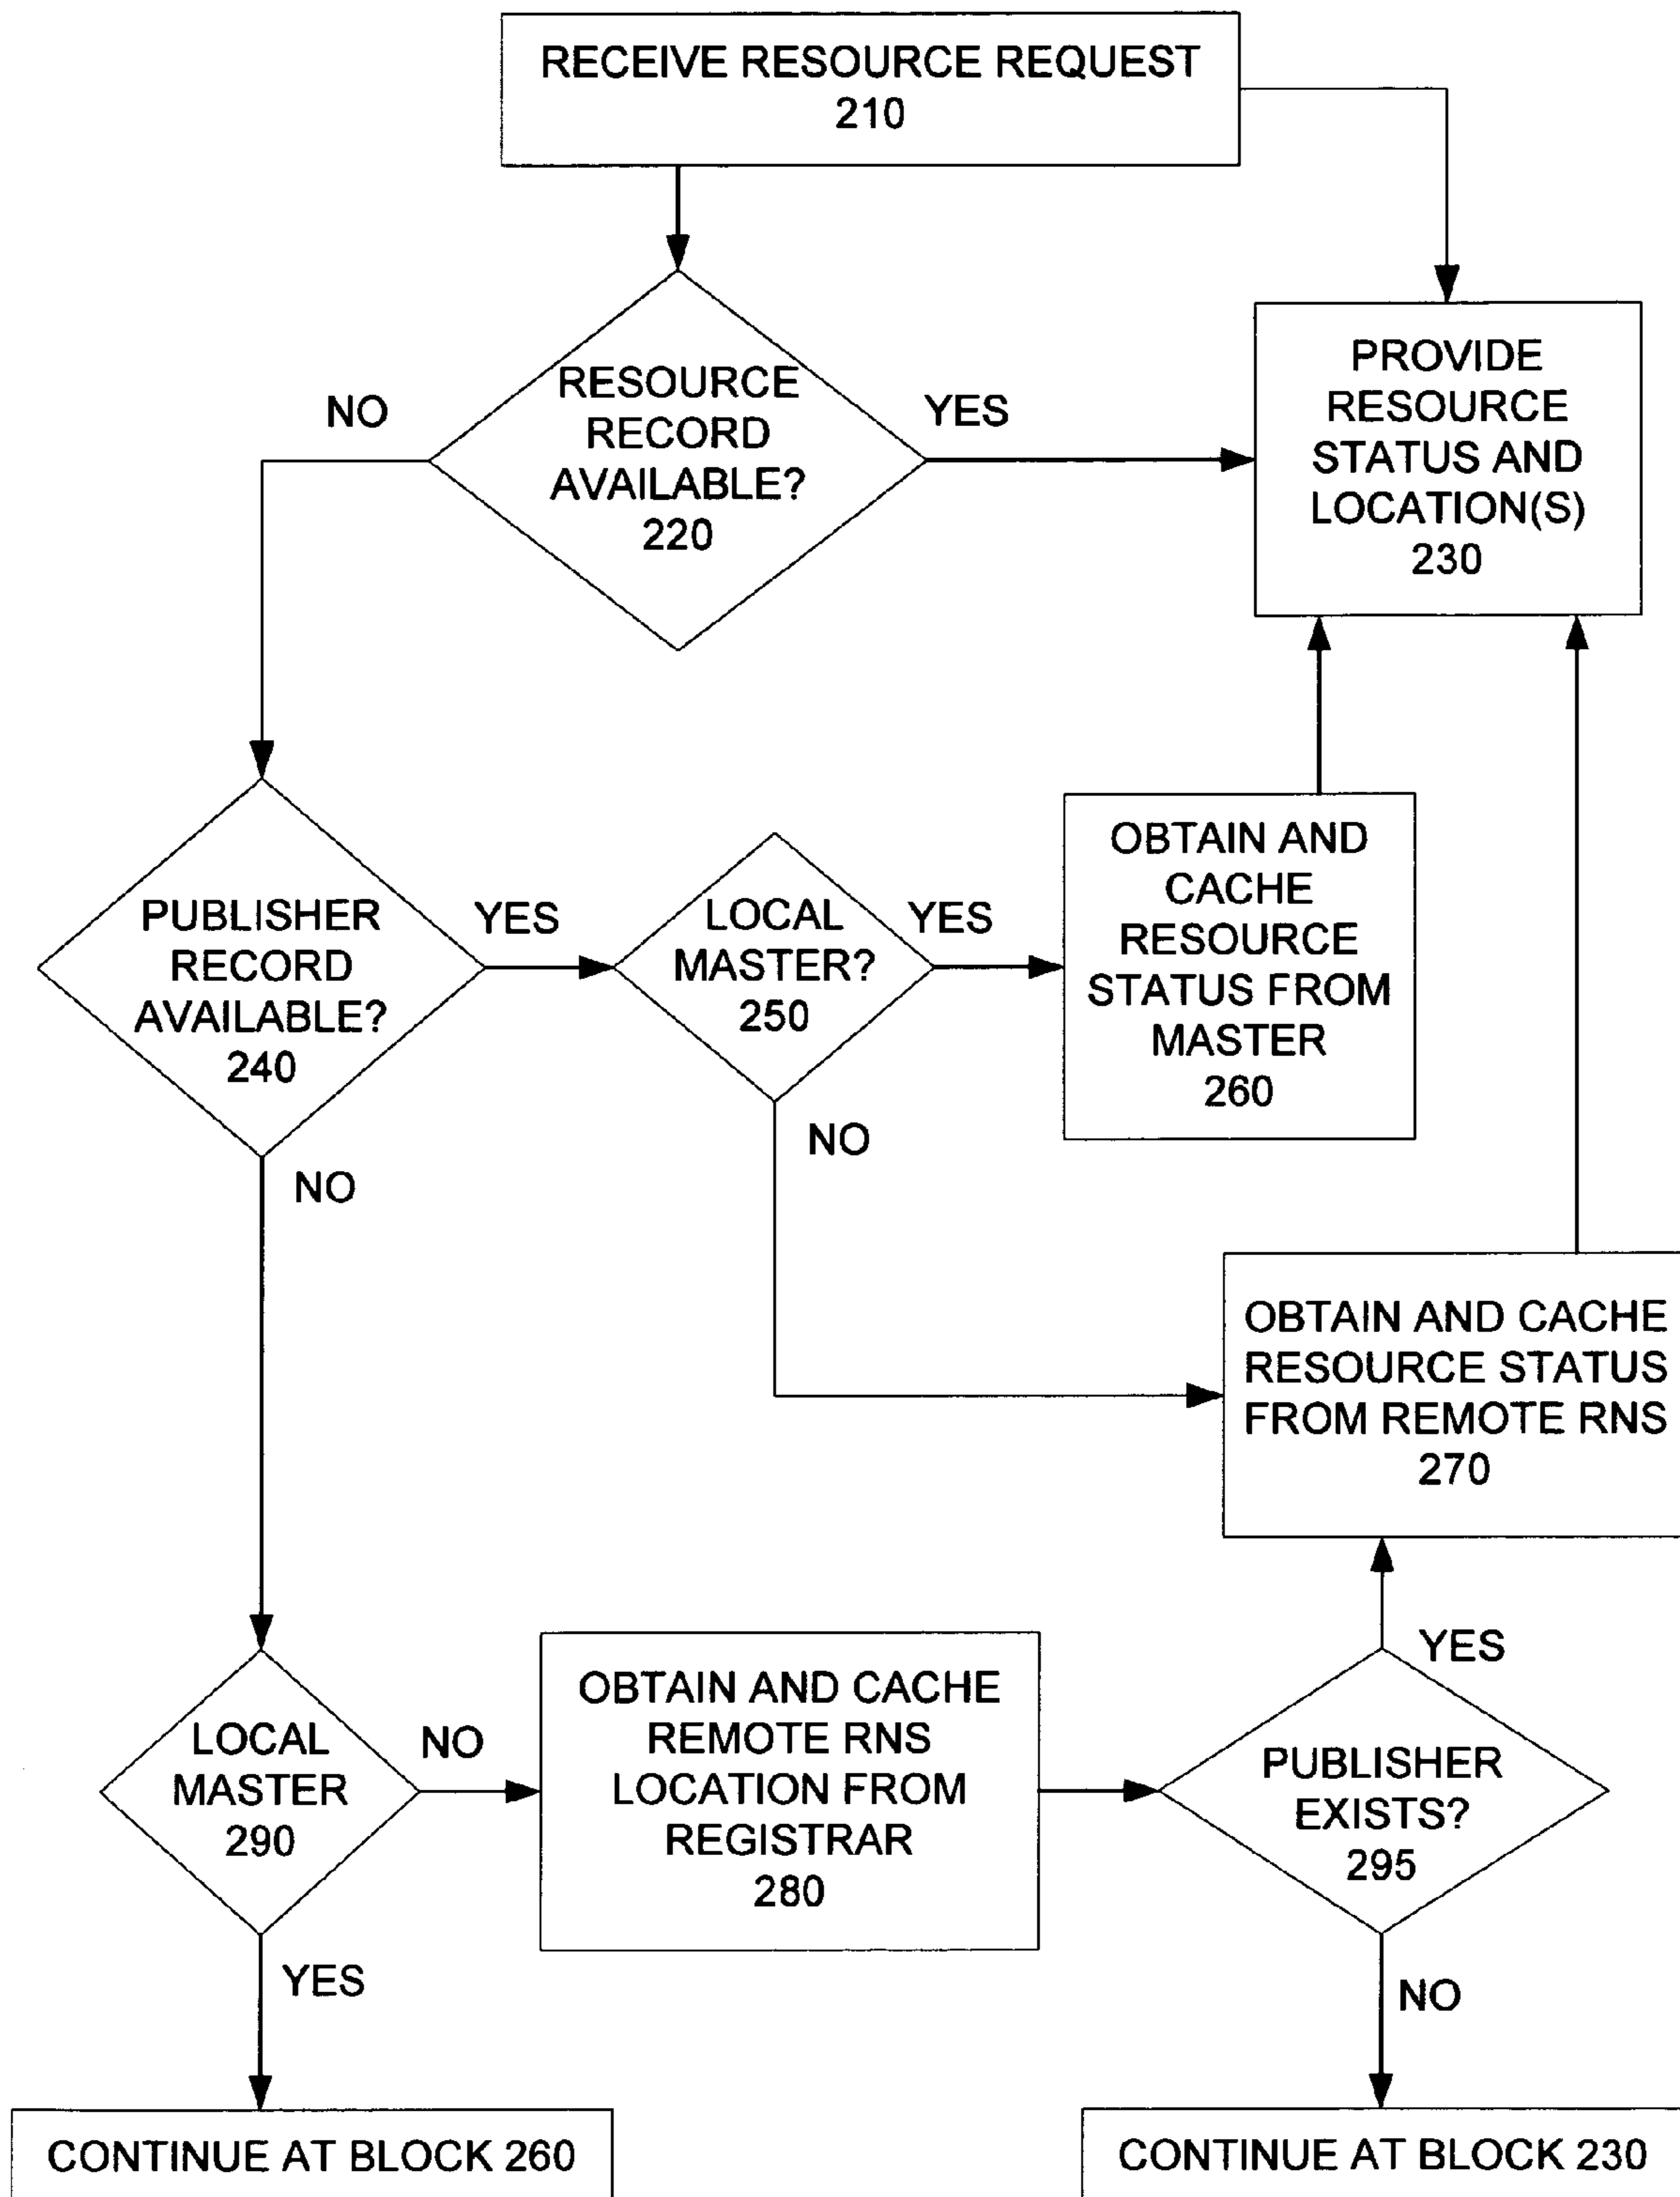 RECEIVE RESOURCE REQUEST
210
RESOURCE
RECORD
AVAILABLE?
220
NO
YES
PROVIDE
RESOURCE
STATUS AND
LOCATION(S)
230
PUBLISHER
RECORD
AVAILABLE?
240
YES
NO
LOCAL
MASTER?
250
YES
NO
OBTAIN AND
CACHE
RESOURCE
STATUS FROM
MASTER
260
OBTAIN AND CACHE
RESOURCE STATUS
FROM REMOTE RNS
270
LOCAL
MASTER
290
NO
YES
OBTAIN AND CACHE
REMOTE RNS
LOCATION FROM
REGISTRAR
280
PUBLISHER
EXISTS?
295
YES
NO
CONTINUE AT BLOCK 260
CONTINUE AT BLOCK 230